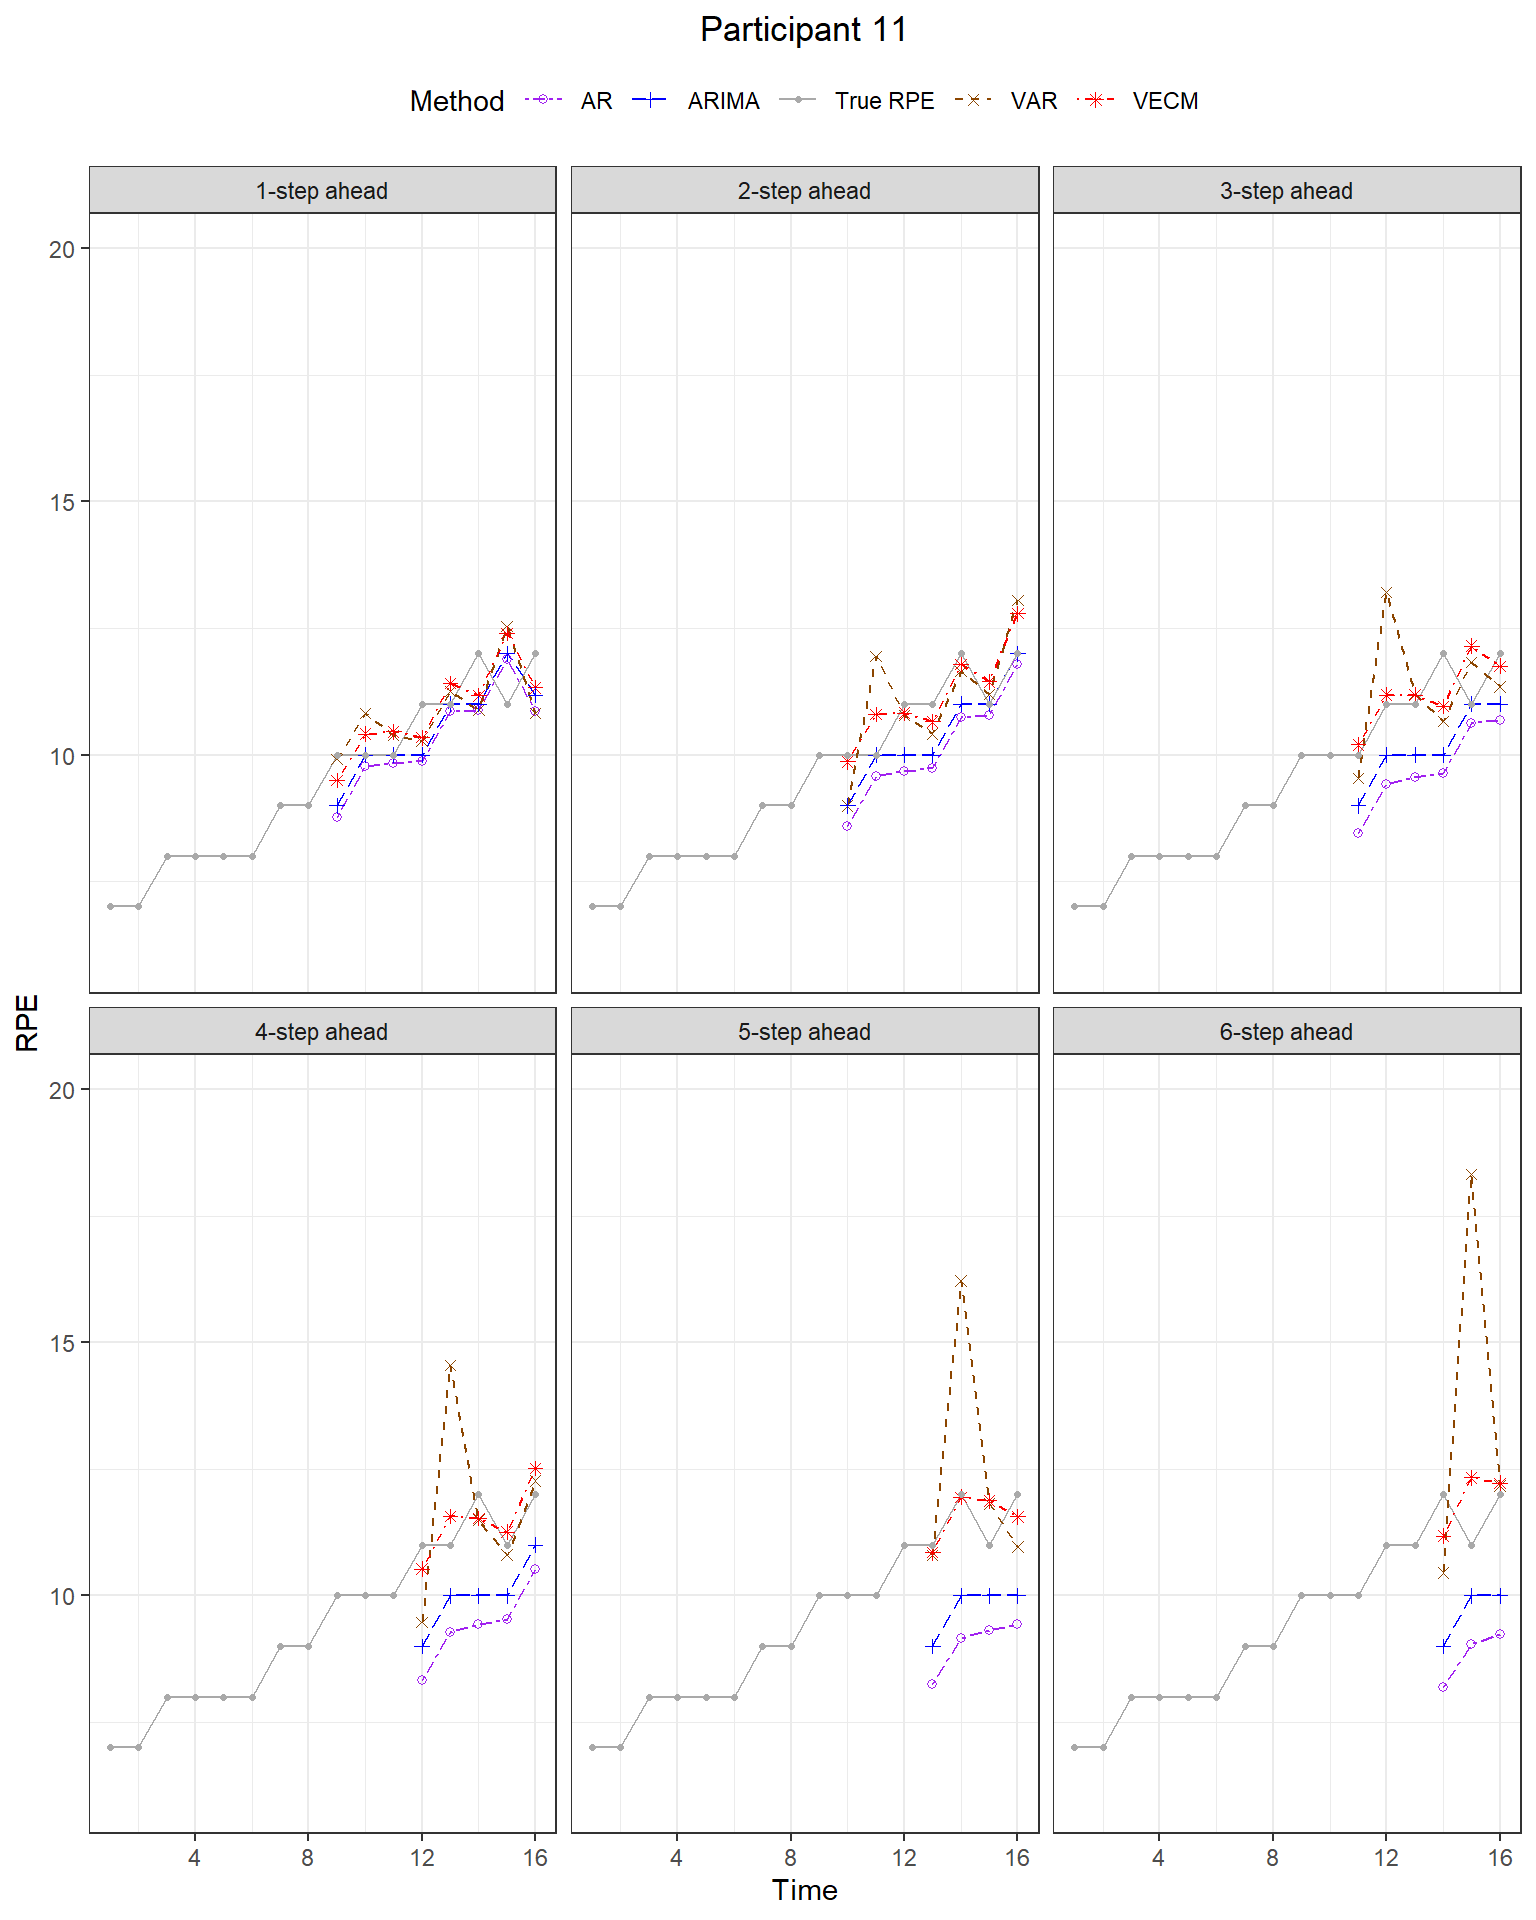 Participant 11
Method AR ARIMA True RPE VAR VECM
1-step ahead 2-step ahead 3-step ahead
20
15
10
RPE
4-step ahead 5-step ahead 6-step ahead
20
15
10
4 8 12 16 4 8 12 16 4 8 12 16
Time